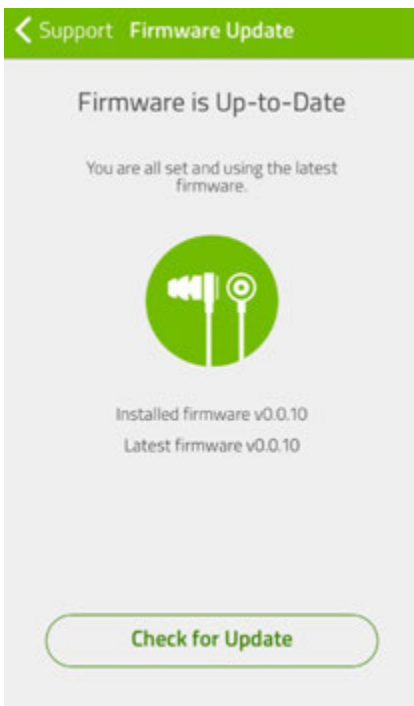 Support Firmware Update
Firmware is Up-to-Date
You are all set and using the latest
firmware.
Installed firmware v0.0.10
Latest firmware v0.0.10
Check for Update